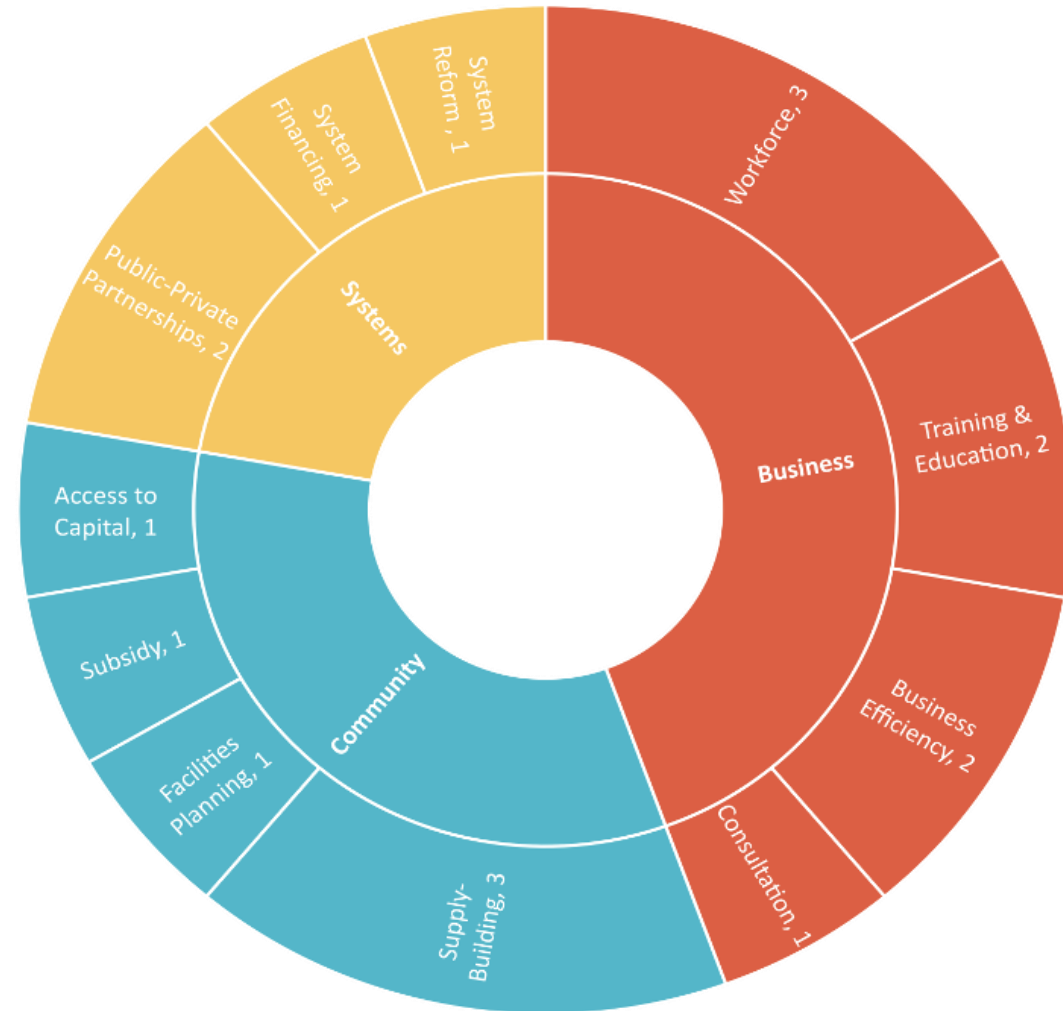 Workforce, 3
Training &
Education, 2
Business
Efficiency, 2
Consultation, 1
Business
Supply-
Building, 3
Facilities
Planning, 1
Subsidy, 1
Access to
Capital, 1
Community
Public-Private
Partnerships, 2
System
Financing, 1
System
Reform , 1
Systems